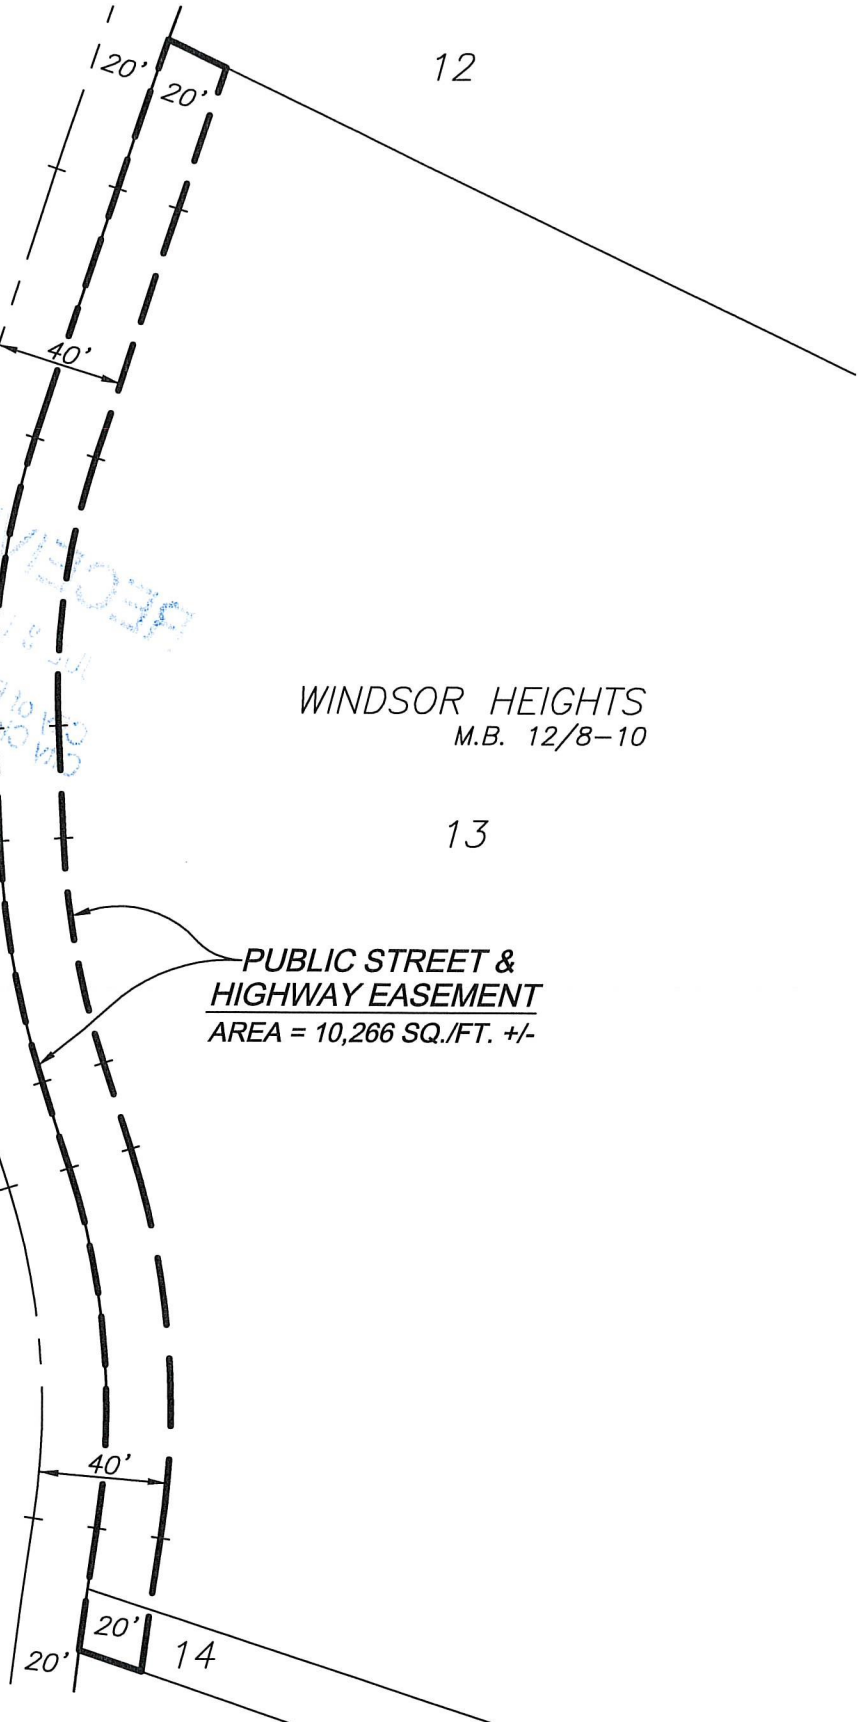 12
20'
20'
40'
WINDSOR HEIGHTS
M.B. 12/8-10
13
PUBLIC STREET &
HIGHWAY EASEMENT
AREA = 10,266 SQ./FT. +/-
40'
20'
14
20'